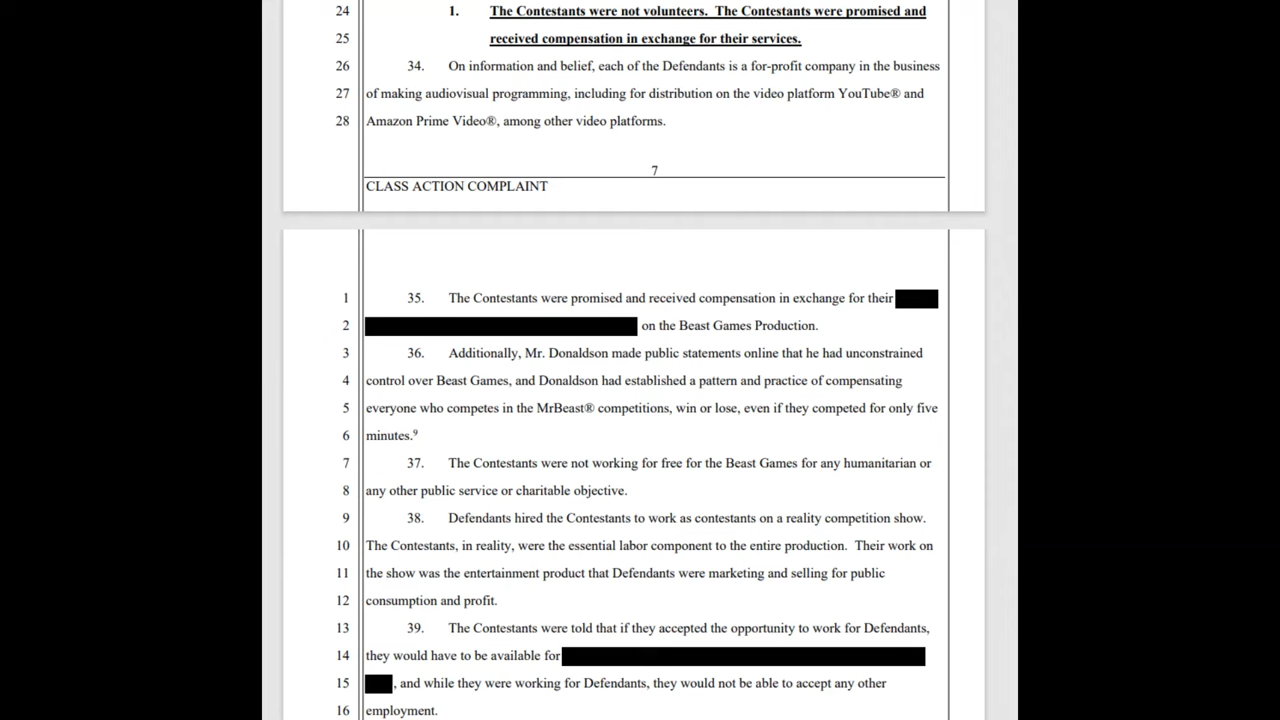 24 1. The Contestants were not volunteers. The Contestants were promised and
25 received compensation in exchange for their services.
26 34. On information and belief, each of the Defendants is a for-profit company in the business
27 of making audiovisual programming, including for distribution on the video platform YouTube® and
28 Amazon Prime Video®, among other video platforms.
7
CLASS ACTION COMPLAINT
1 35. The Contestants were promised and received compensation in exchange for their
2 on the Beast Games Production.
3 36. Additionally, Mr. Donaldson made public statements online that he had unconstrained
4 control over Beast Games, and Donaldson had established a pattern and practice of compensating
5 everyone who competes in the MrBeast® competitions, win or lose, even if they competed for only five
6 minutes.⁹
7 37. The Contestants were not working for free for the Beast Games for any humanitarian or
8 any other public service or charitable objective.
9 38. Defendants hired the Contestants to work as contestants on a reality competition show.
10 The Contestants, in reality, were the essential labor component to the entire production. Their work on
11 the show was the entertainment product that Defendants were marketing and selling for public
12 consumption and profit.
13 39. The Contestants were told that if they accepted the opportunity to work for Defendants,
14 they would have to be available for
15 , and while they were working for Defendants, they would not be able to accept any other
16 employment.